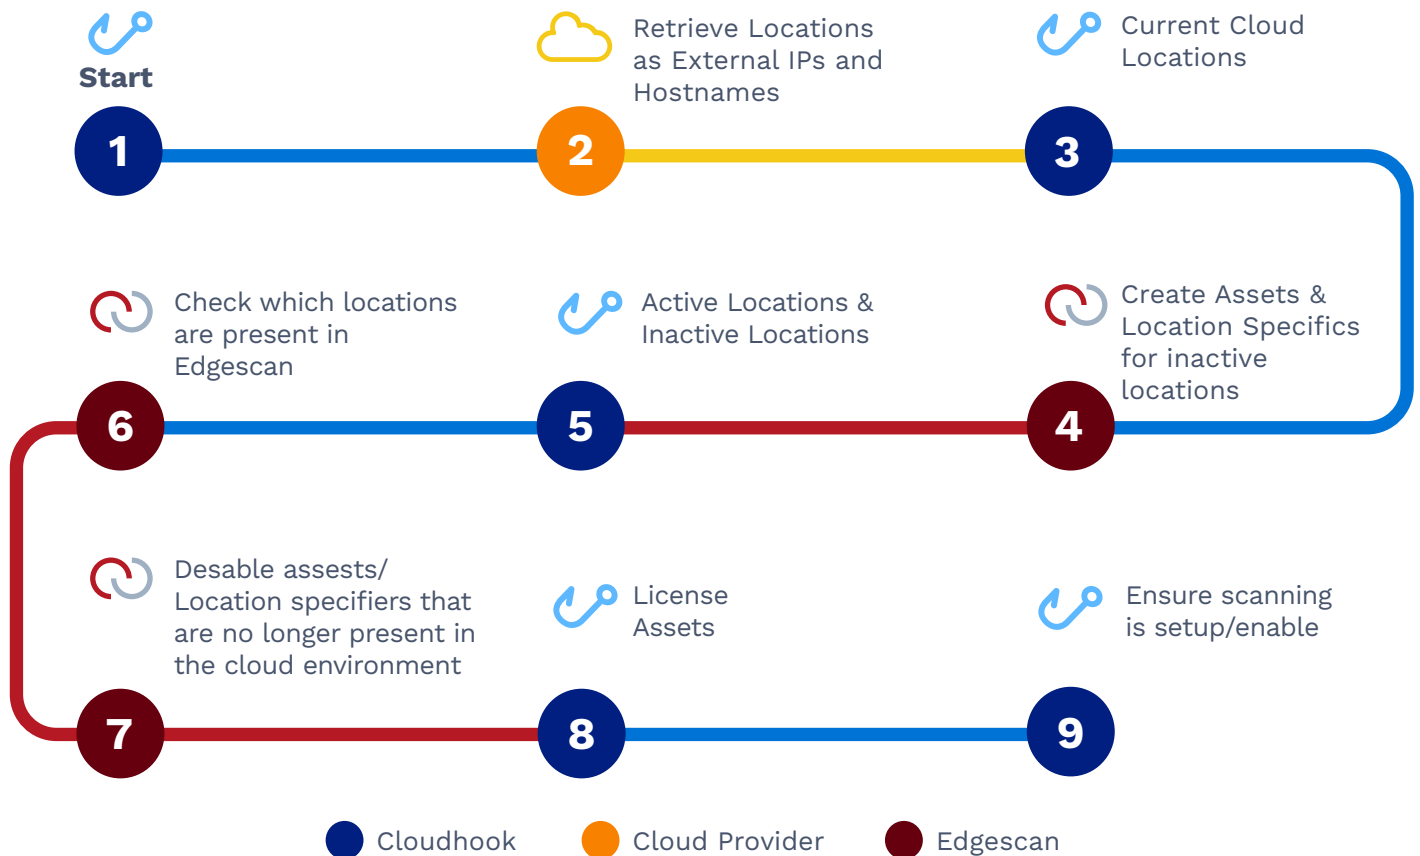 Start
1
Retrieve Locations
as External IPs and
Hostnames
2
Current Cloud
Locations
3
Create Assets &
Location Specifics
for inactive
locations
4
Active Locations &
Inactive Locations
5
Check which locations
are present in
Edgescan
6
Desable assests/
Location specifiers that
are no longer present in
the cloud environment
7
License
Assets
8
Ensure scanning
is setup/enable
9
Cloudhook
Cloud Provider
Edgescan